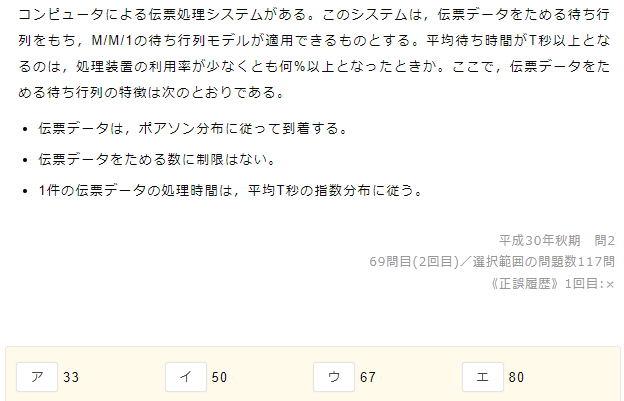 コンピュータによる伝票処理システムがある。このシステムは，伝票データをためる待ち行
列をもち，M/M/1の待ち行列モデルが適用できるものとする。平均待ち時間がT秒以上とな
るのは，処理装置の利用率が少なくとも何%以上となったときか。ここで，伝票データをた
める待ち行列の特徴は次のとおりである。
• 伝票データは，ポアソン分布に従って到着する。
• 伝票データをためる数に制限はない。
• 1件の伝票データの処理時間は，平均T秒の指数分布に従う。
平成30年秋期　問2
69問目(2回目)／選択範囲の問題数117問
《正誤履歴》1回目:×
ア 33 イ 50 ウ 67 エ 80